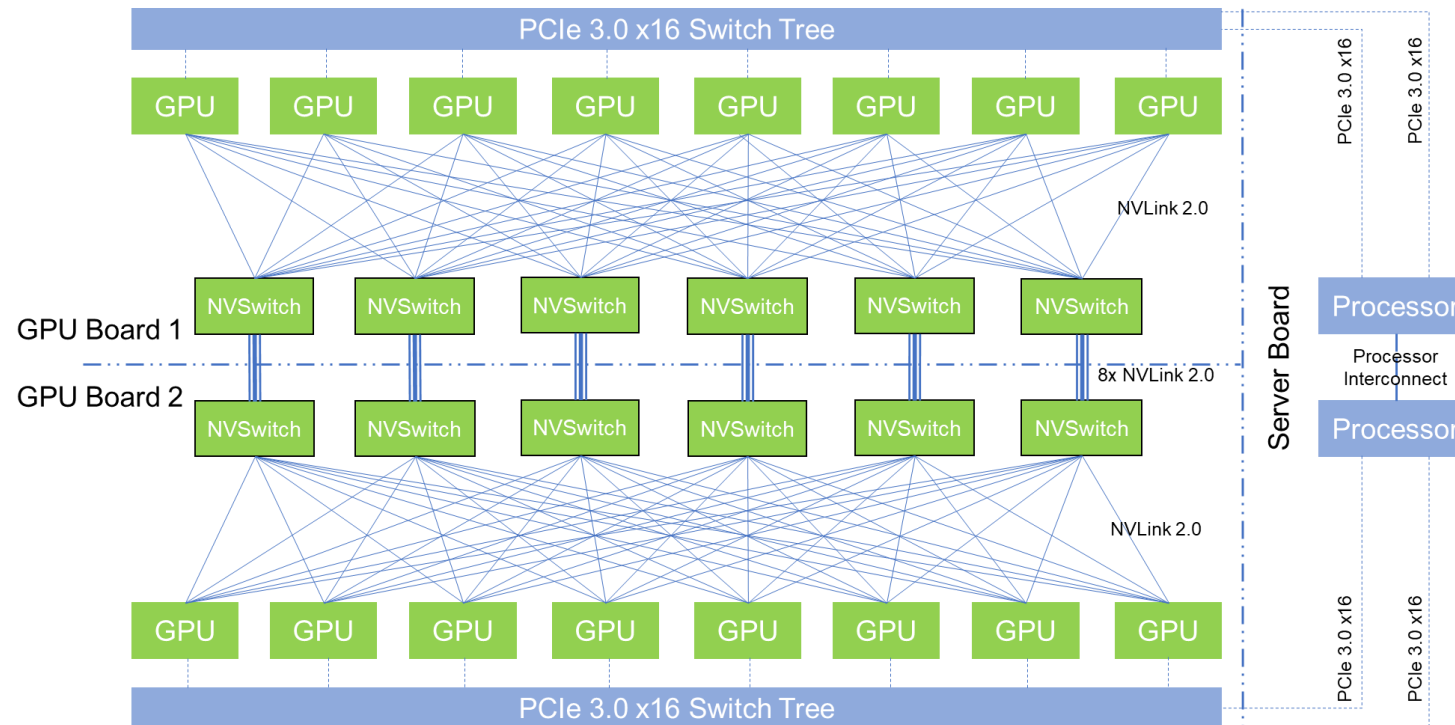 PCIe 3.0 x16 Switch Tree
GPU GPU GPU GPU GPU GPU GPU GPU
PCIe 3.0 x16
PCIe 3.0 x16
NVLink 2.0
NVSwitch NVSwitch NVSwitch NVSwitch NVSwitch NVSwitch
GPU Board 1
Server Board
Processor
Processor
Interconnect
8x NVLink 2.0
GPU Board 2
NVSwitch NVSwitch NVSwitch NVSwitch NVSwitch NVSwitch
Processor
NVLink 2.0
GPU GPU GPU GPU GPU GPU GPU GPU
PCIe 3.0 x16
PCIe 3.0 x16
PCIe 3.0 x16 Switch Tree